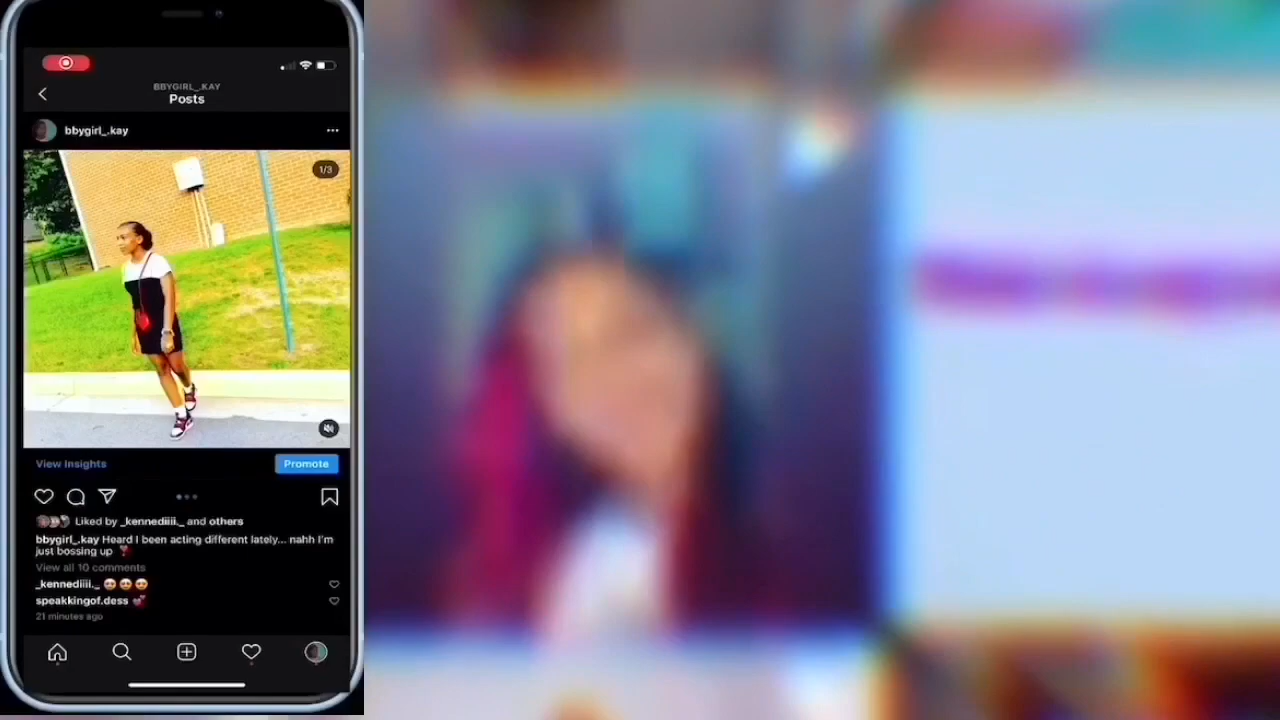 BBYGIRL_.KAY
Posts
bbygirl_.kay
1/3
View Insights
Promote
Liked by _kennediiii._ and others
bbygirl_.kay Heard I been acting different lately... nahh I'm
just bossing up
View all 10 comments
_kennediiii._ 😍😍😍
speakkingof.dess 💕
21 minutes ago